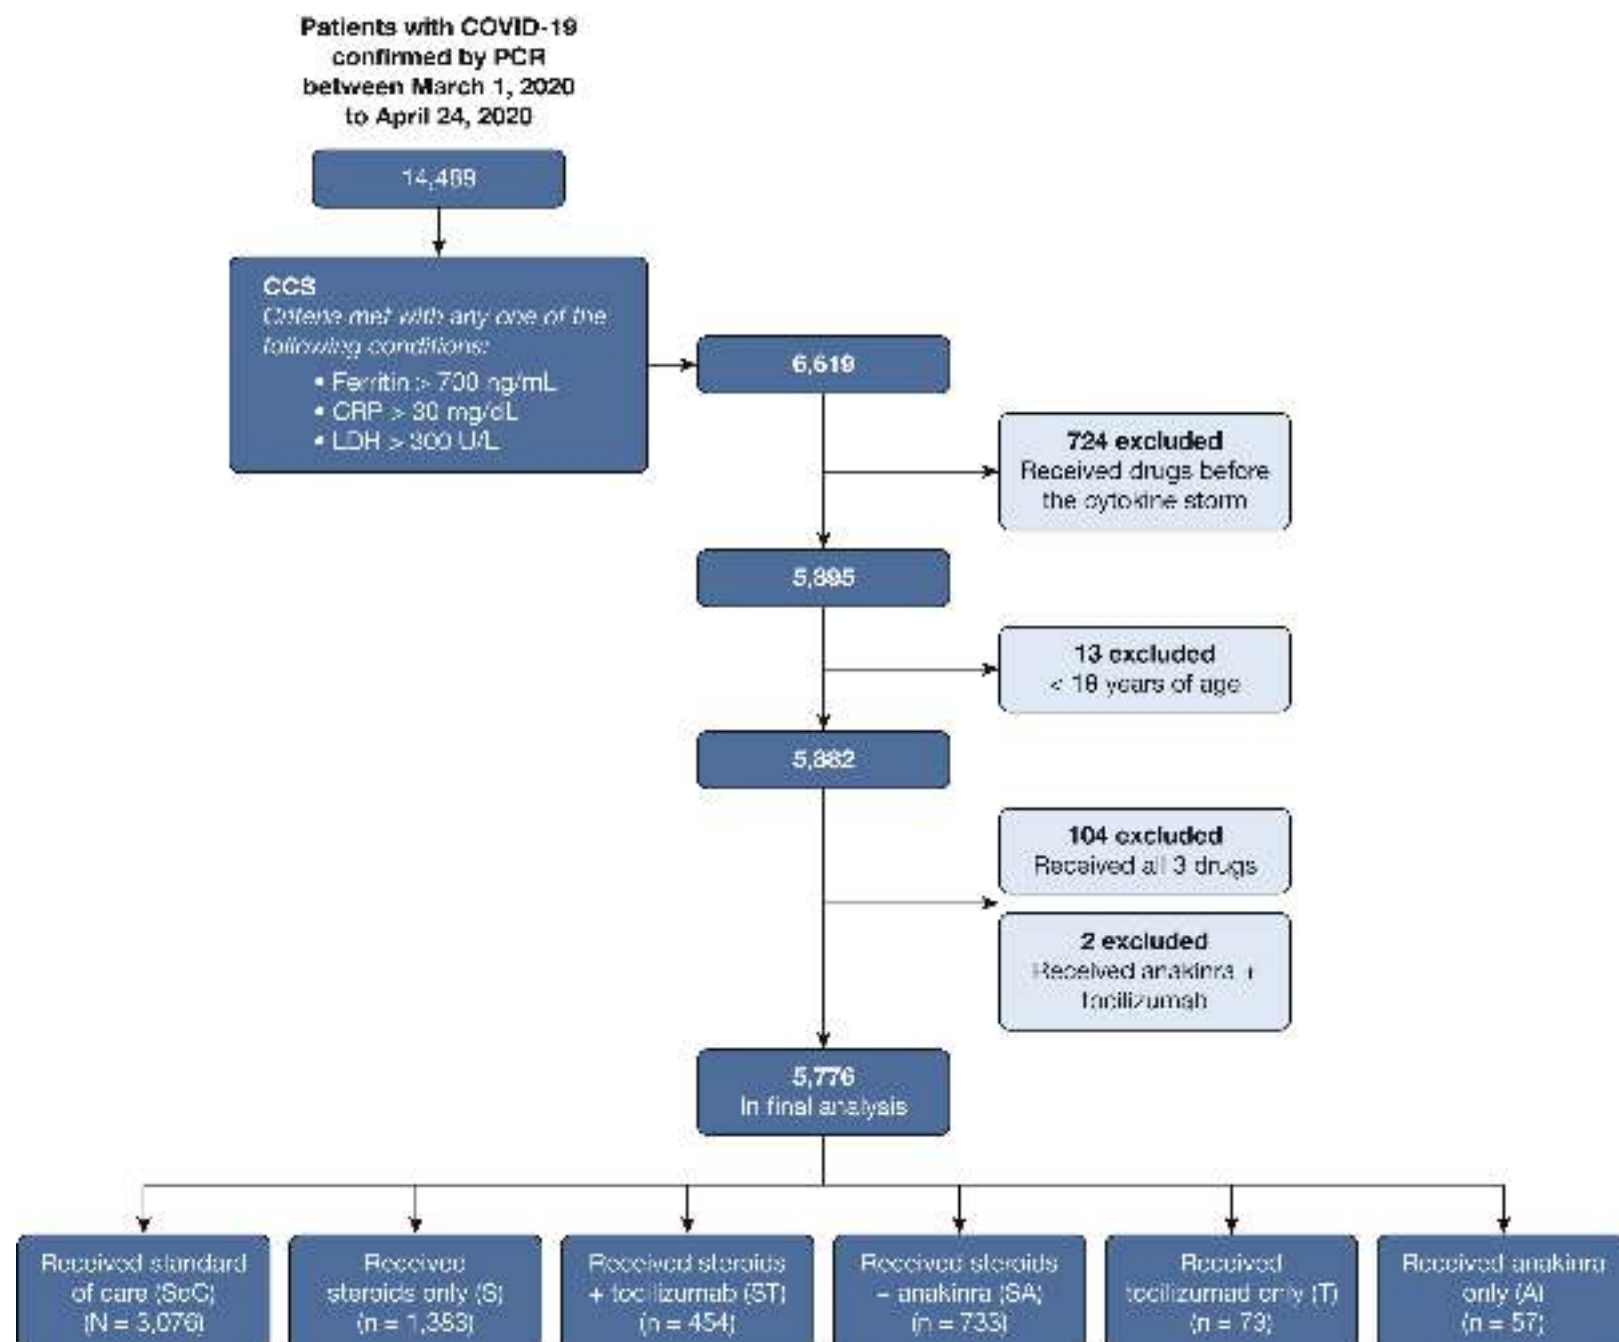 Patients with COVID-19
confirmed by PCR
between March 1, 2020
to April 24, 2020
14,489
CCS
Criteria met with any one of the
following conditions:
• Ferritin > 700 ng/mL
• CRP > 30 mg/dL
• LDH > 300 U/L
6,619
724 excluded
Received drugs before
the cytokine storm
5,895
13 excluded
< 18 years of age
5,882
104 excluded
Received all 3 drugs
2 excluded
Received anakinra +
tocilizumab
5,776
In final analysis
Received standard
of care (SoC)
(N = 3,076)
Received
steroids only (S)
(n = 1,383)
Received steroids
+ tocilizumab (ST)
(n = 454)
Received steroids
+ anakinra (SA)
(n = 733)
Received
tocilizumad only (T)
(n = 73)
Received anakinra
only (A)
(n = 57)